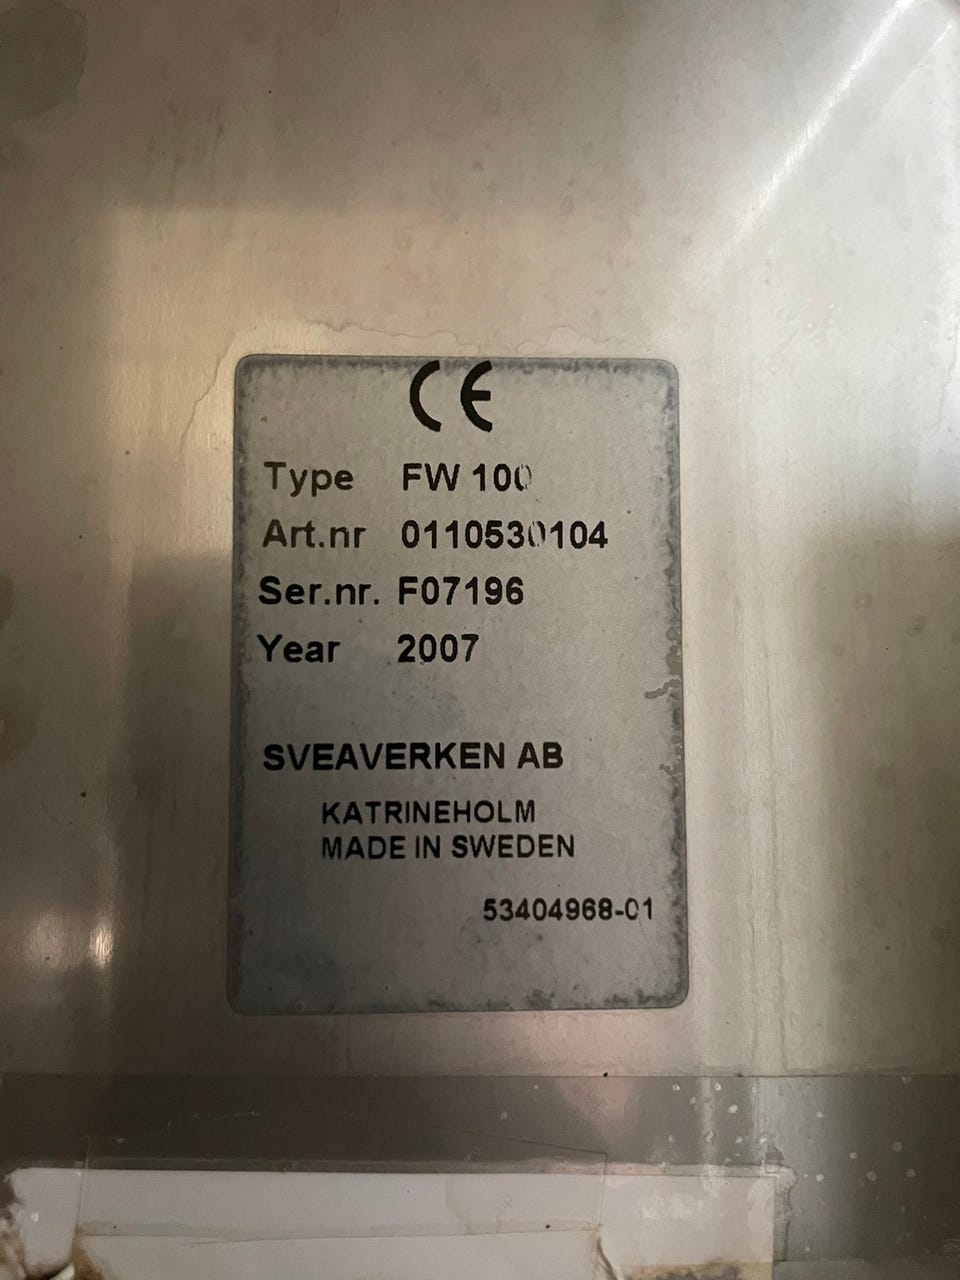 CE
Type FW 100
Art.nr 0110530104
Ser.nr. F07196
Year 2007
SVEAVERKEN AB
KATRINEHOLM
MADE IN SWEDEN
53404968-01